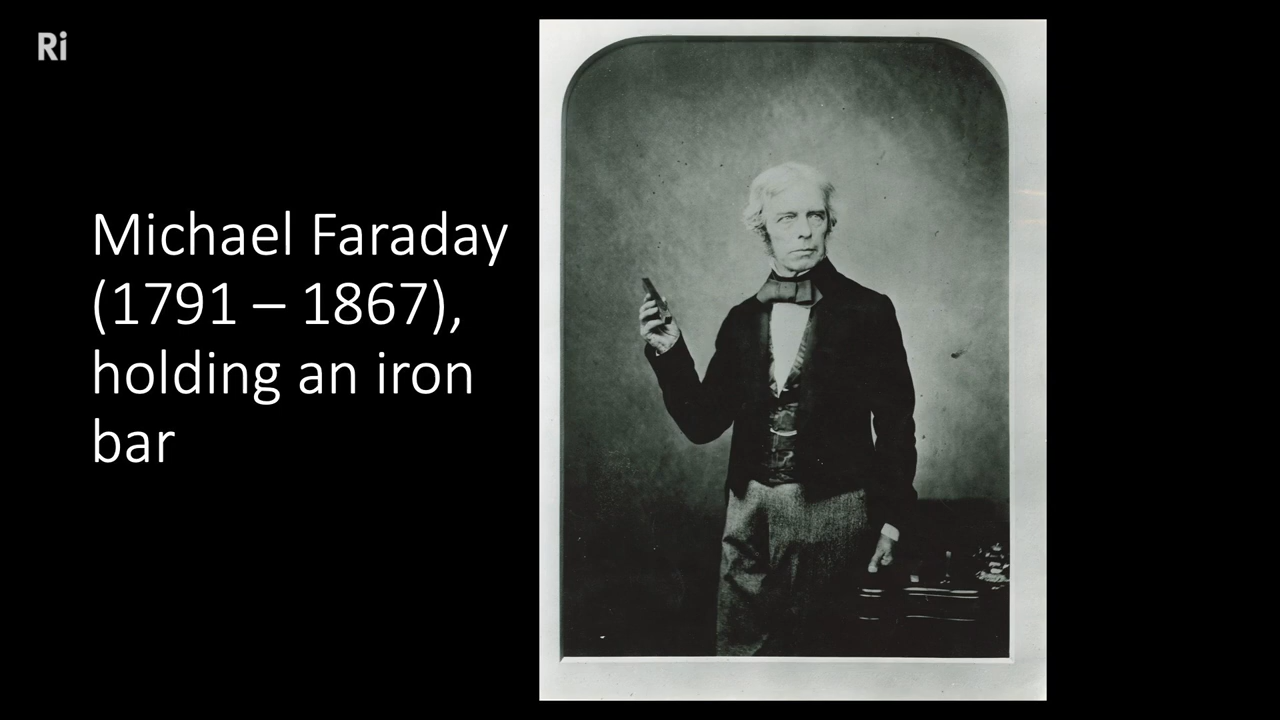 Ri
Michael Faraday
(1791 – 1867),
holding an iron
bar